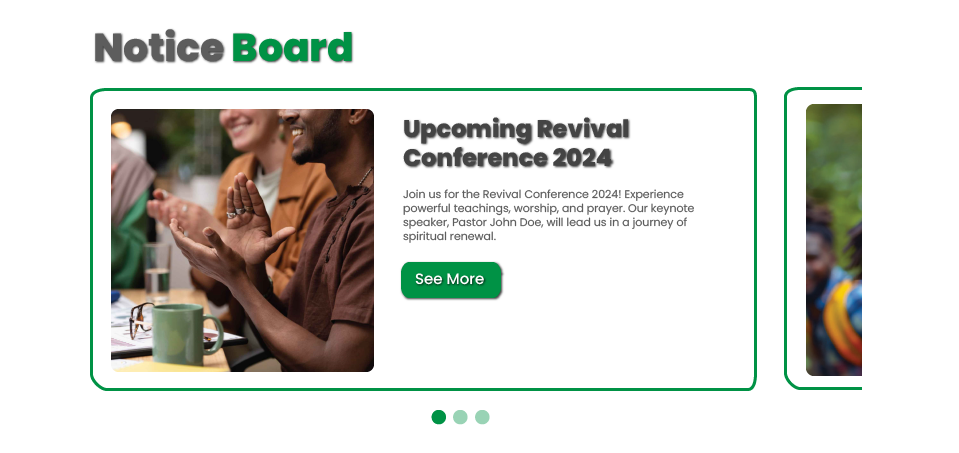 Notice Board
Upcoming Revival
Conference 2024
Join us for the Revival Conference 2024! Experience
powerful teachings, worship, and prayer. Our keynote
speaker, Pastor John Doe, will lead us in a journey of
spiritual renewal.
See More